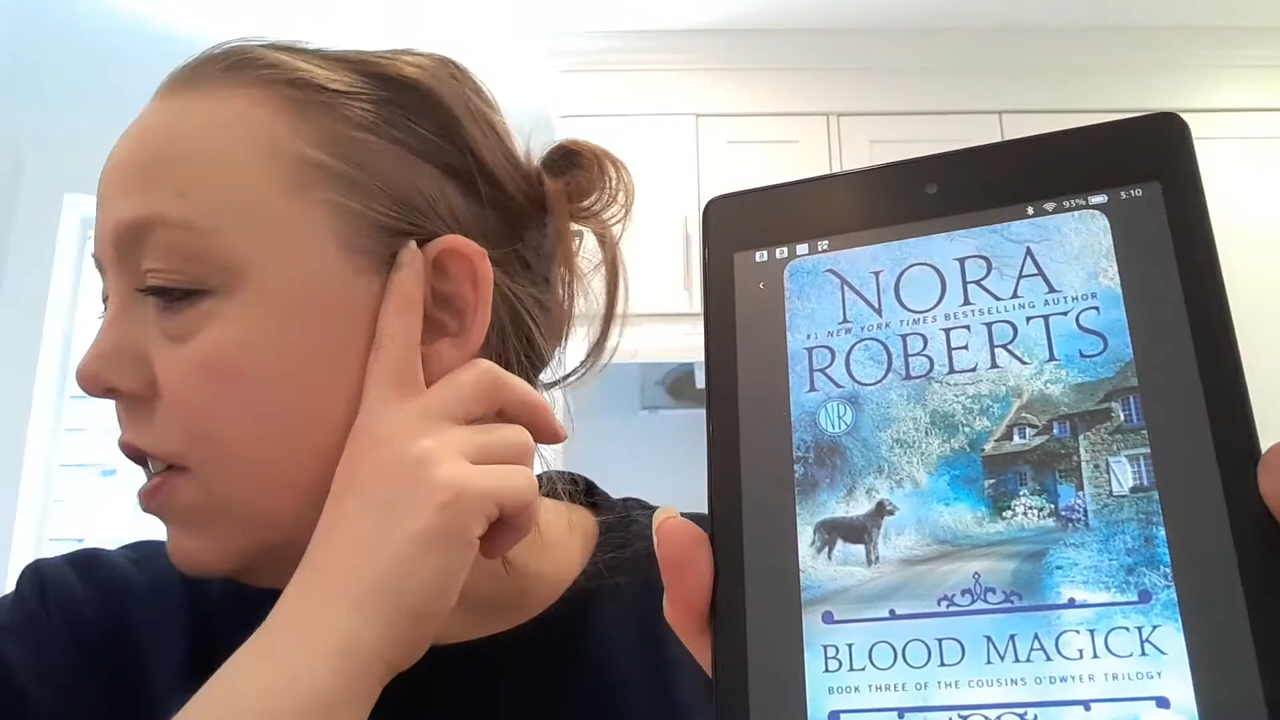 93% 3:10
NORA
#1 NEW YORK TIMES BESTSELLING AUTHOR
ROBERTS
NR
BLOOD MAGICK
BOOK THREE OF THE COUSINS O'DWYER TRILOGY